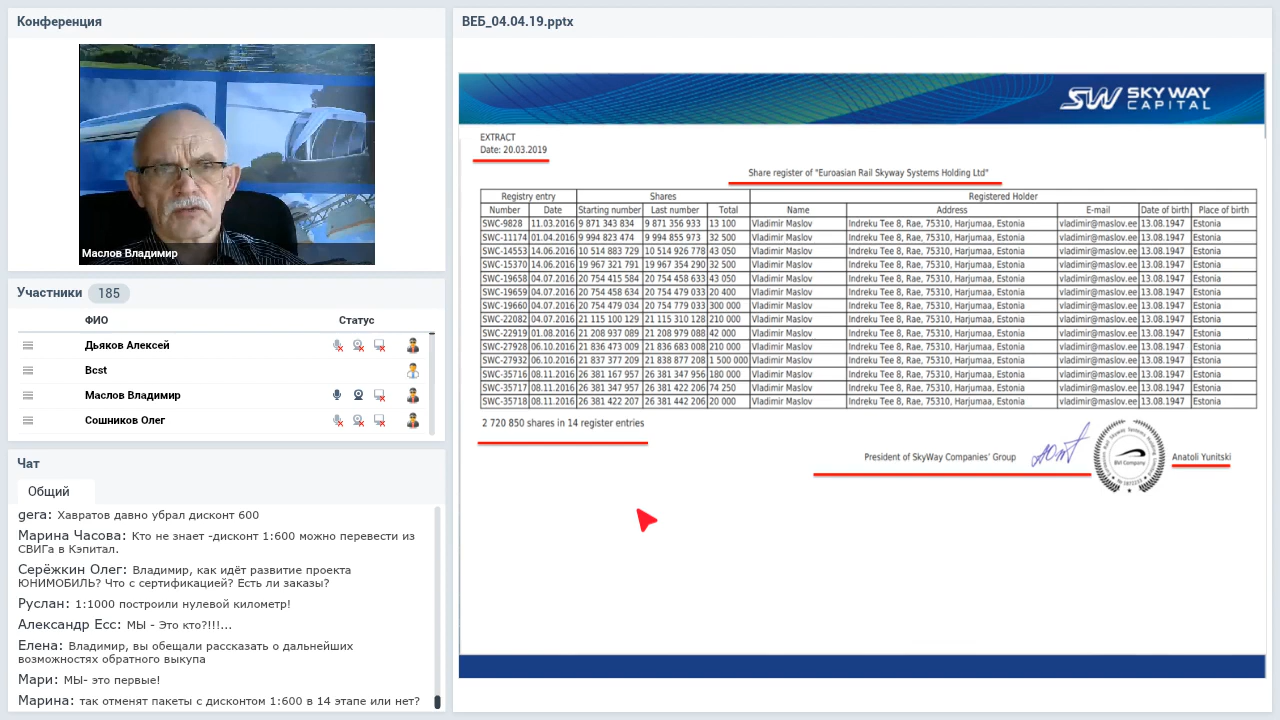 Конференция
Маслов Владимир
Участники 185
ФИО Статус
Дьяков Алексей
Bcst
Маслов Владимир
Сошников Олег
Чат
Общий
gera: Хавратов давно убрал дисконт 600
Марина Часова: Кто не знает -дисконт 1:600 можно перевести из
СВИГа в Кэпитал.
Серёжкин Олег: Владимир, как идёт развитие проекта
ЮНИМОБИЛЬ? Что с сертификацией? Есть ли заказы?
Руслан: 1:1000 построили нулевой километр!
Александр Есс: МЫ - Это кто?!!!...
Елена: Владимир, вы обещали рассказать о дальнейших
возможностях обратного выкупа
Мари: МЫ- это первые!
Марина: так отменят пакеты с дисконтом 1:600 в 14 этапе или нет?
ВЕБ_04.04.19.pptx
SW SKY WAY
CAPITAL
EXTRACT
Date: 20.03.2019
Share register of "Euroasian Rail Skyway Systems Holding Ltd"
Registry entry Shares Registered Holder
Number Date Starting number Last number Total Name Address E-mail Date of birth Place of birth
SWC-9828 11.03.2016 9 871 343 834 9 871 356 933 13 100 Vladimir Maslov Indreku Tee 8, Rae, 75310, Harjumaa, Estonia vladimir@maslov.ee 13.08.1947 Estonia
SWC-11174 01.04.2016 9 994 823 474 9 994 855 973 32 500 Vladimir Maslov Indreku Tee 8, Rae, 75310, Harjumaa, Estonia vladimir@maslov.ee 13.08.1947 Estonia
SWC-14553 14.06.2016 10 514 883 729 10 514 926 778 43 050 Vladimir Maslov Indreku Tee 8, Rae, 75310, Harjumaa, Estonia vladimir@maslov.ee 13.08.1947 Estonia
SWC-15370 14.06.2016 19 967 321 791 19 967 354 290 32 500 Vladimir Maslov Indreku Tee 8, Rae, 75310, Harjumaa, Estonia vladimir@maslov.ee 13.08.1947 Estonia
SWC-19658 04.07.2016 20 754 415 584 20 754 458 633 43 050 Vladimir Maslov Indreku Tee 8, Rae, 75310, Harjumaa, Estonia vladimir@maslov.ee 13.08.1947 Estonia
SWC-19659 04.07.2016 20 754 458 634 20 754 479 033 20 400 Vladimir Maslov Indreku Tee 8, Rae, 75310, Harjumaa, Estonia vladimir@maslov.ee 13.08.1947 Estonia
SWC-19660 04.07.2016 20 754 479 034 20 754 779 033 300 000 Vladimir Maslov Indreku Tee 8, Rae, 75310, Harjumaa, Estonia vladimir@maslov.ee 13.08.1947 Estonia
SWC-22082 04.07.2016 21 115 100 129 21 115 310 128 210 000 Vladimir Maslov Indreku Tee 8, Rae, 75310, Harjumaa, Estonia vladimir@maslov.ee 13.08.1947 Estonia
SWC-22919 01.08.2016 21 208 937 089 21 208 979 088 42 000 Vladimir Maslov Indreku Tee 8, Rae, 75310, Harjumaa, Estonia vladimir@maslov.ee 13.08.1947 Estonia
SWC-27928 06.10.2016 21 836 473 009 21 836 683 008 210 000 Vladimir Maslov Indreku Tee 8, Rae, 75310, Harjumaa, Estonia vladimir@maslov.ee 13.08.1947 Estonia
SWC-27932 06.10.2016 21 837 377 209 21 838 877 208 1 500 000 Vladimir Maslov Indreku Tee 8, Rae, 75310, Harjumaa, Estonia vladimir@maslov.ee 13.08.1947 Estonia
SWC-35716 08.11.2016 26 381 167 957 26 381 347 956 180 000 Vladimir Maslov Indreku Tee 8, Rae, 75310, Harjumaa, Estonia vladimir@maslov.ee 13.08.1947 Estonia
SWC-35717 08.11.2016 26 381 347 957 26 381 422 206 74 250 Vladimir Maslov Indreku Tee 8, Rae, 75310, Harjumaa, Estonia vladimir@maslov.ee 13.08.1947 Estonia
SWC-35718 08.11.2016 26 381 422 207 26 381 442 206 20 000 Vladimir Maslov Indreku Tee 8, Rae, 75310, Harjumaa, Estonia vladimir@maslov.ee 13.08.1947 Estonia
2 720 850 shares in 14 register entries
President of SkyWay Companies' Group
BVI Company
Anatoli Yunitski